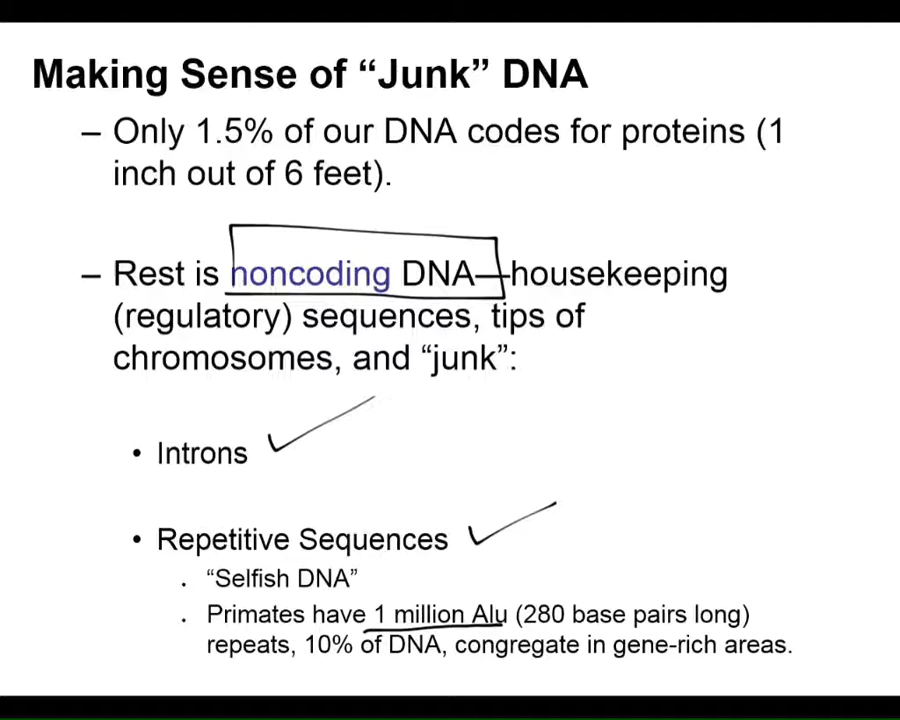 Making Sense of “Junk” DNA
– Only 1.5% of our DNA codes for proteins (1
inch out of 6 feet).
– Rest is noncoding DNA—housekeeping
(regulatory) sequences, tips of
chromosomes, and “junk”:
• Introns
• Repetitive Sequences
. “Selfish DNA”
. Primates have 1 million Alu (280 base pairs long)
repeats, 10% of DNA, congregate in gene-rich areas.